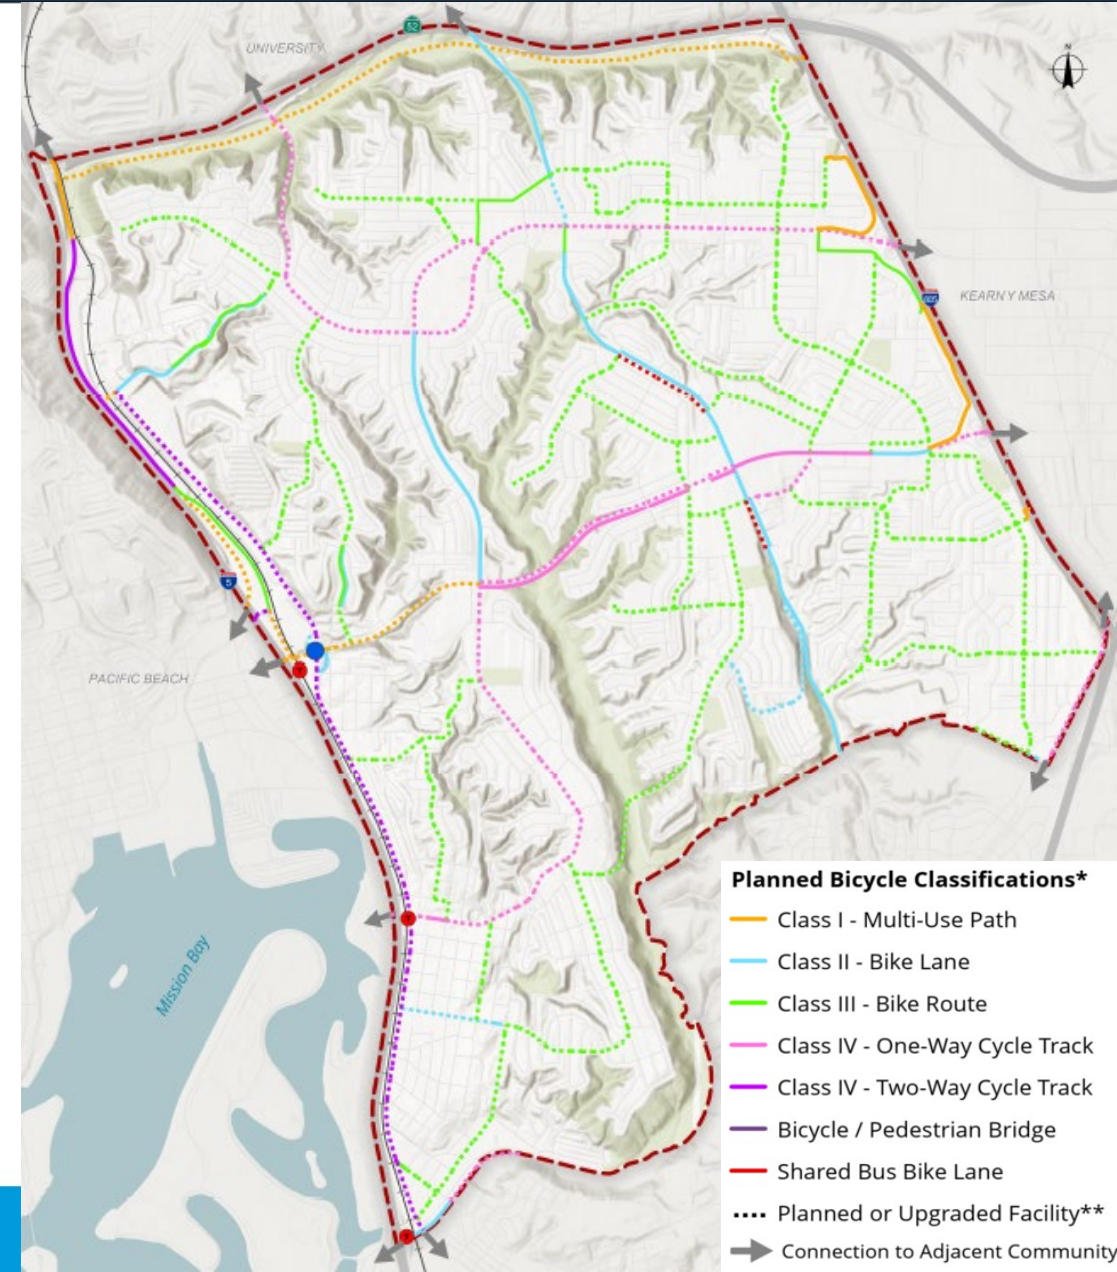 52
UNIVERSITY
N
KEARNY MESA
805
5
PACIFIC BEACH
Mission Bay
Planned Bicycle Classifications*
Class I - Multi-Use Path
Class II - Bike Lane
Class III - Bike Route
Class IV - One-Way Cycle Track
Class IV - Two-Way Cycle Track
Bicycle / Pedestrian Bridge
Shared Bus Bike Lane
Planned or Upgraded Facility**
Connection to Adjacent Community